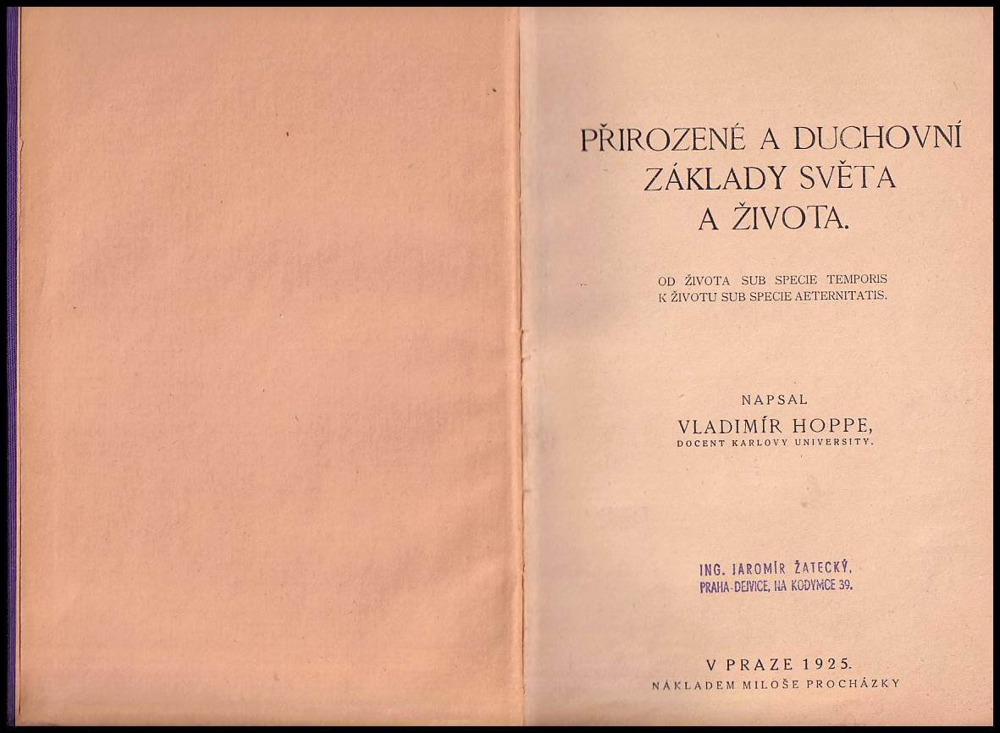 PŘIROZENÉ A DUCHOVNÍ
ZÁKLADY SVĚTA
A ŽIVOTA.
OD ŽIVOTA SUB SPECIE TEMPORIS
K ŽIVOTU SUB SPECIE AETERNITATIS.
NAPSAL
VLADIMÍR HOPPE,
DOCENT KARLOVY UNIVERSITY.
ING. JAROMÍR ŽATECKÝ,
PRAHA-DEJVICE, NA KODYMCE 39.
V PRAZE 1925.
NÁKLADEM MILOŠE PROCHÁZKY